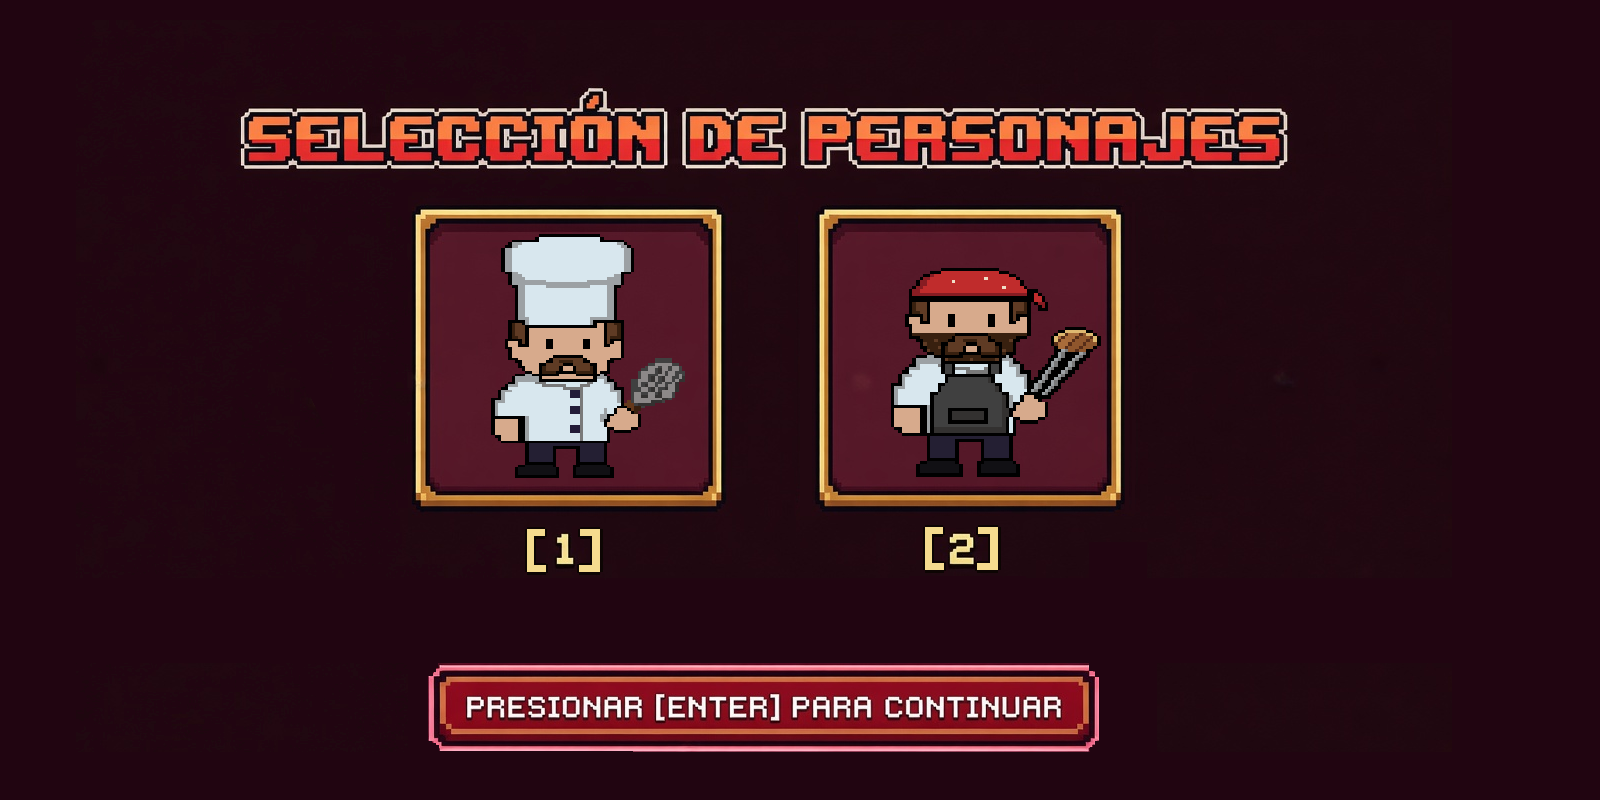 SELECCIÓN DE PERSONAJES
[1] [2]
PRESIONAR [ENTER] PARA CONTINUAR